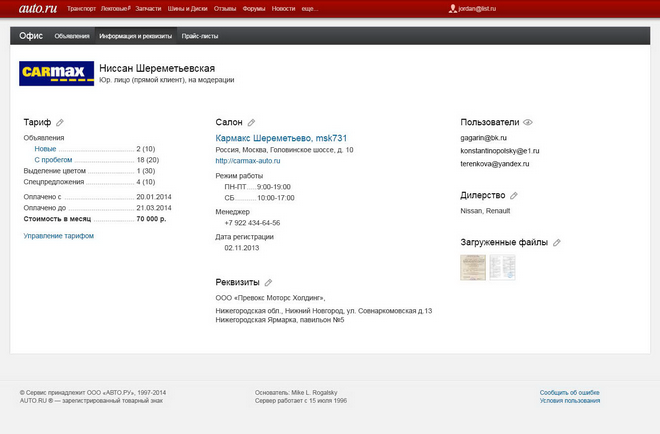 auto.ru Транспорт Легковые Запчасти Шины и Диски Отзывы Форумы Новости еще... jordan@list.ru
Офис Объявления Информация и реквизиты Прайс-листы
CARmax
Ниссан Шереметьевская
Юр. лицо (прямой клиент), на модерации
Тариф
Объявления
Новые 2 (10)
С пробегом 18 (20)
Выделение цветом 1 (30)
Спецпредложения 4 (10)
Оплачено с 20.01.2014
Оплачено до 21.03.2014
Стоимость в месяц 70 000 р.
Управление тарифом
Салон
Кармакс Шереметьево, msk731
Россия, Москва, Головинское шоссе, д. 10
http://carmax-auto.ru
Режим работы
ПН-ПТ 9:00-19:00
СБ 10:00-17:00
Менеджер
+7 922 434-64-56
Дата регистрации
02.11.2013
Реквизиты
ООО «Превокс Моторс Холдинг»,
Нижегородская обл., Нижний Новгород, ул. Совнаркомовская д.13
Нижегородская Ярмарка, павильон №5
Пользователи
gagarin@bk.ru
konstantinopolsky@e1.ru
terenkova@yandex.ru
Дилерство
Nissan, Renault
Загруженные файлы
© Сервис принадлежит ООО «АВТО.РУ», 1997-2014
AUTO.RU ® — зарегистрированный товарный знак
Основатель: Mike L. Rogalsky
Сервер работает с 15 июля 1996
Сообщить об ошибке
Условия пользования